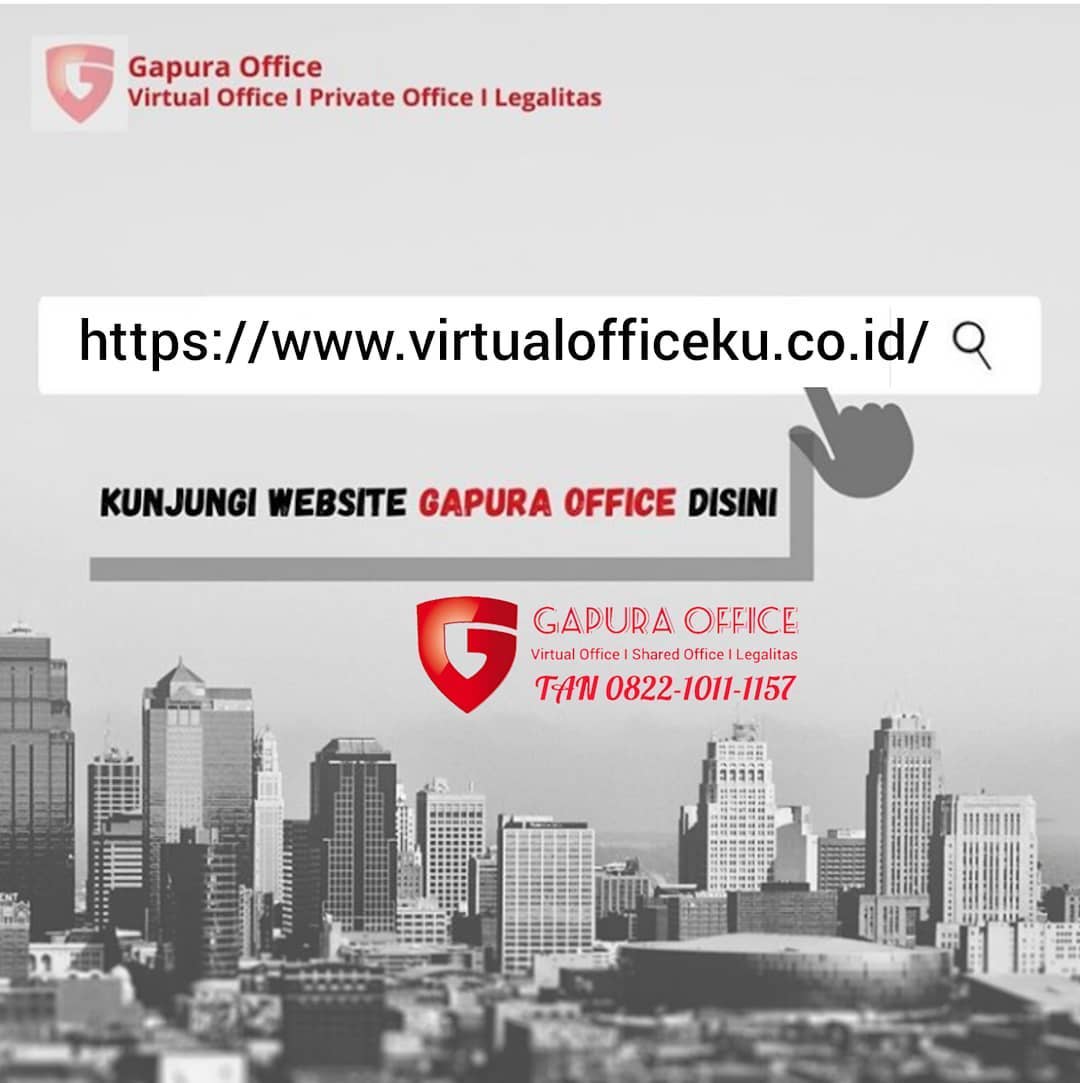 Gapura Office
Virtual Office I Private Office I Legalitas
https://www.virtualofficeku.co.id/
KUNJUNGI WEBSITE GAPURA OFFICE DISINI
GAPURA OFFICE
Virtual Office I Shared Office I Legalitas
TAN 0822-1011-1157